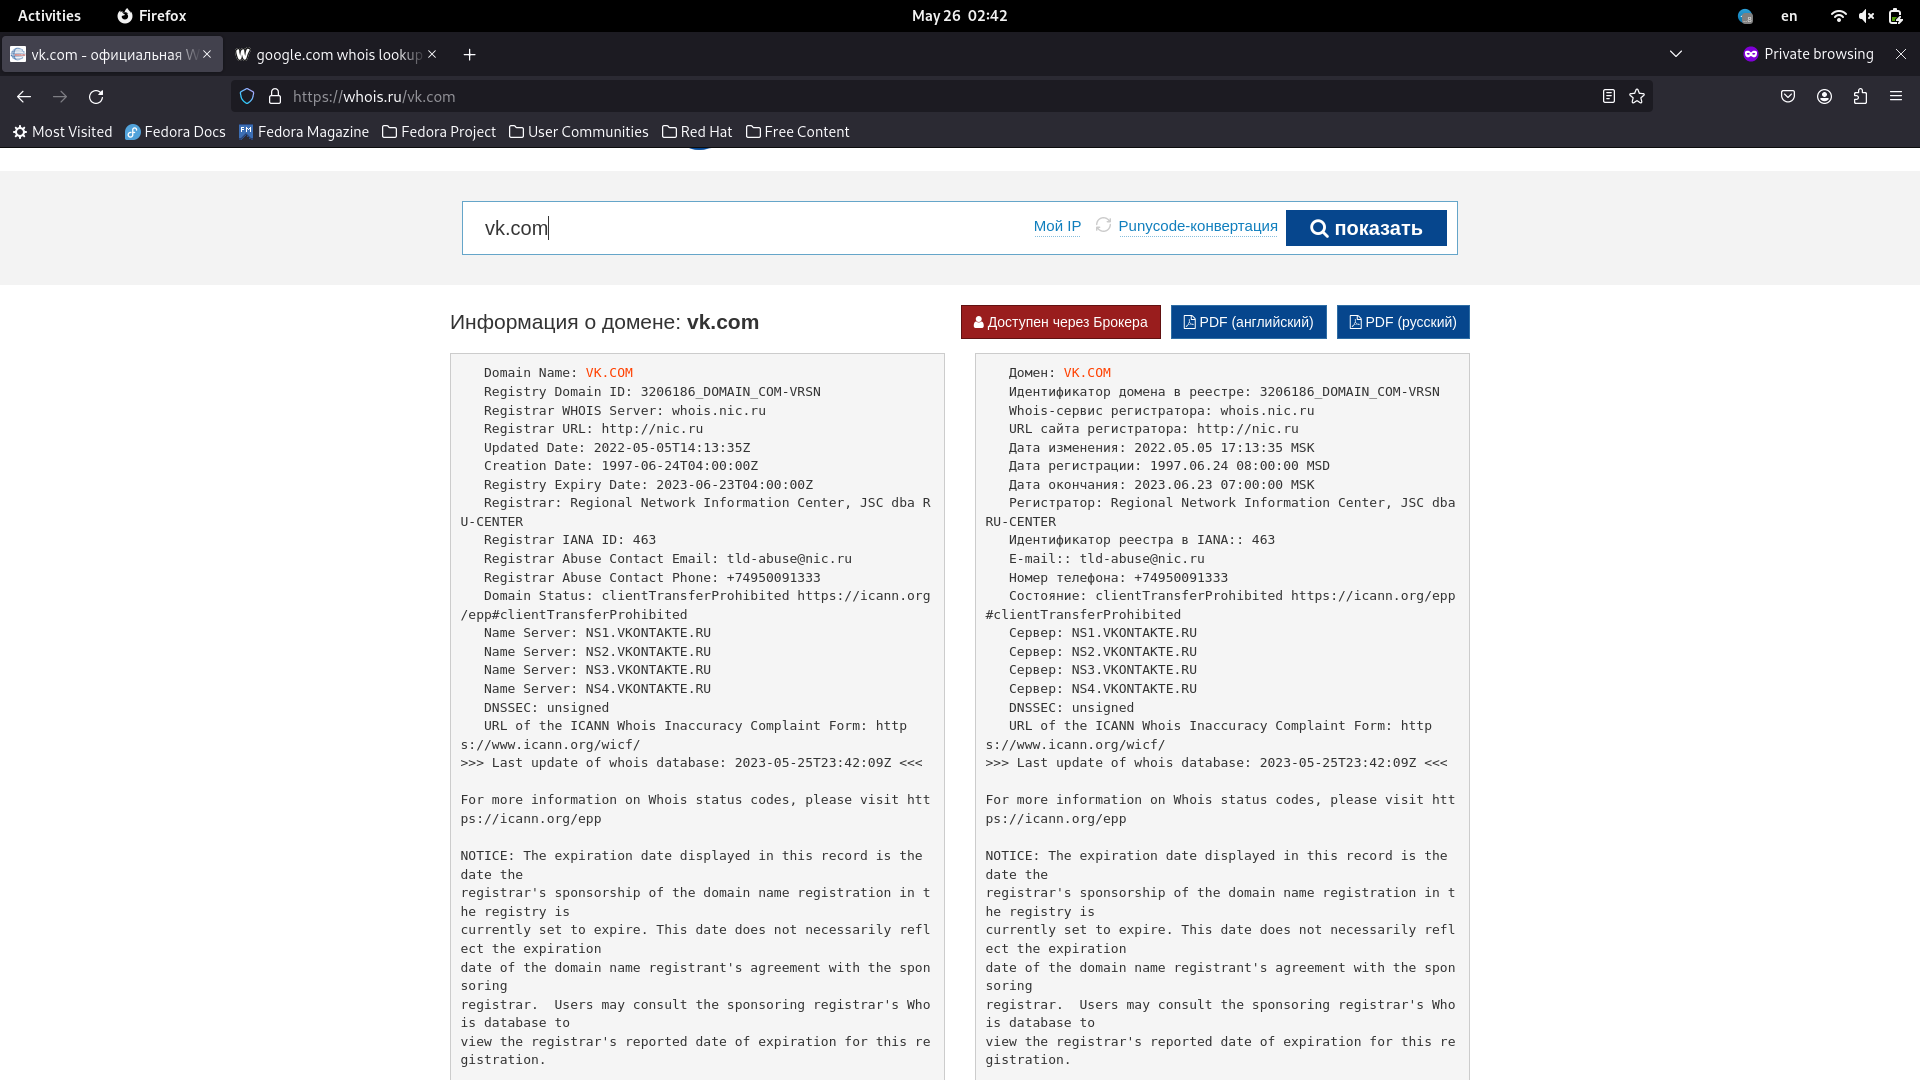 Activities Firefox May 26 02:42 en
vk.com - официальная W google.com whois lookup Private browsing
https://whois.ru/vk.com
Most Visited Fedora Docs Fedora Magazine Fedora Project User Communities Red Hat Free Content
vk.com Мой IP Punycode-конвертация показать
Информация о домене: vk.com Доступен через Брокера PDF (английский) PDF (русский)
Domain Name: VK.COM
Registry Domain ID: 3206186_DOMAIN_COM-VRSN
Registrar WHOIS Server: whois.nic.ru
Registrar URL: http://nic.ru
Updated Date: 2022-05-05T14:13:35Z
Creation Date: 1997-06-24T04:00:00Z
Registry Expiry Date: 2023-06-23T04:00:00Z
Registrar: Regional Network Information Center, JSC dba R
U-CENTER
Registrar IANA ID: 463
Registrar Abuse Contact Email: tld-abuse@nic.ru
Registrar Abuse Contact Phone: +74950091333
Domain Status: clientTransferProhibited https://icann.org
/epp#clientTransferProhibited
Name Server: NS1.VKONTAKTE.RU
Name Server: NS2.VKONTAKTE.RU
Name Server: NS3.VKONTAKTE.RU
Name Server: NS4.VKONTAKTE.RU
DNSSEC: unsigned
URL of the ICANN Whois Inaccuracy Complaint Form: http
s://www.icann.org/wicf/
>>> Last update of whois database: 2023-05-25T23:42:09Z <<<
For more information on Whois status codes, please visit htt
ps://icann.org/epp
NOTICE: The expiration date displayed in this record is the
date the
registrar's sponsorship of the domain name registration in t
he registry is
currently set to expire. This date does not necessarily refl
ect the expiration
date of the domain name registrant's agreement with the spon
soring
registrar.  Users may consult the sponsoring registrar's Who
is database to
view the registrar's reported date of expiration for this re
gistration.
Домен: VK.COM
Идентификатор домена в реестре: 3206186_DOMAIN_COM-VRSN
Whois-сервис регистратора: whois.nic.ru
URL сайта регистратора: http://nic.ru
Дата изменения: 2022.05.05 17:13:35 MSK
Дата регистрации: 1997.06.24 08:00:00 MSD
Дата окончания: 2023.06.23 07:00:00 MSK
Регистратор: Regional Network Information Center, JSC dba
RU-CENTER
Идентификатор реестра в IANA:: 463
E-mail:: tld-abuse@nic.ru
Номер телефона: +74950091333
Состояние: clientTransferProhibited https://icann.org/epp
#clientTransferProhibited
Сервер: NS1.VKONTAKTE.RU
Сервер: NS2.VKONTAKTE.RU
Сервер: NS3.VKONTAKTE.RU
Сервер: NS4.VKONTAKTE.RU
DNSSEC: unsigned
URL of the ICANN Whois Inaccuracy Complaint Form: http
s://www.icann.org/wicf/
>>> Last update of whois database: 2023-05-25T23:42:09Z <<<
For more information on Whois status codes, please visit htt
ps://icann.org/epp
NOTICE: The expiration date displayed in this record is the
date the
registrar's sponsorship of the domain name registration in t
he registry is
currently set to expire. This date does not necessarily refl
ect the expiration
date of the domain name registrant's agreement with the spon
soring
registrar.  Users may consult the sponsoring registrar's Who
is database to
view the registrar's reported date of expiration for this re
gistration.